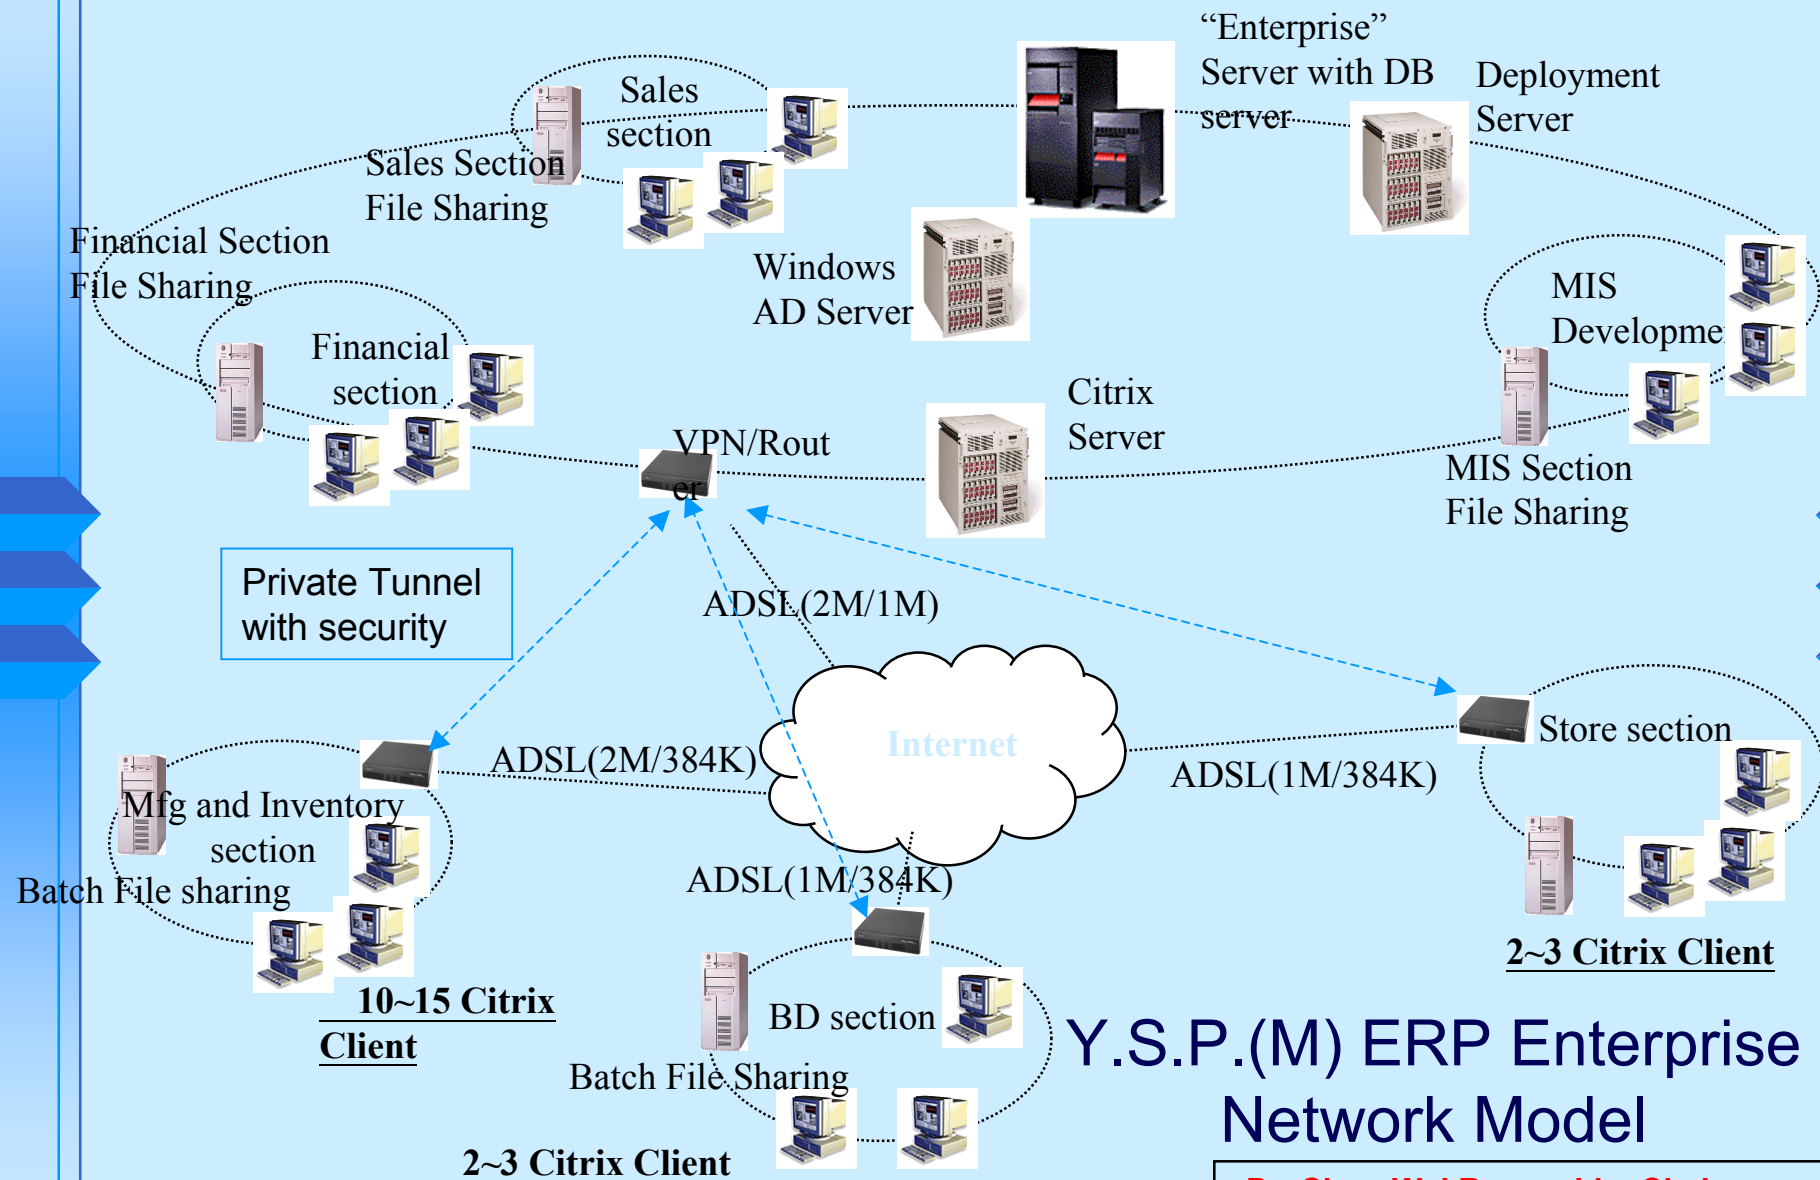 “Enterprise”
Server with DB
server
Deployment
Server
Sales
section
Sales Section
File Sharing
Financial Section
File Sharing
Windows
AD Server
MIS
Developme
Financial
section
Citrix
Server
VPN/Rout
er
MIS Section
File Sharing
Private Tunnel
with security
ADSL(2M/1M)
Internet
Store section
ADSL(2M/384K)
ADSL(1M/384K)
Mfg and Inventory
section
Batch File sharing
ADSL(1M/384K)
2~3 Citrix Client
10~15 Citrix
Client
BD section
Batch File Sharing
2~3 Citrix Client
Y.S.P.(M) ERP Enterprise
Network Model